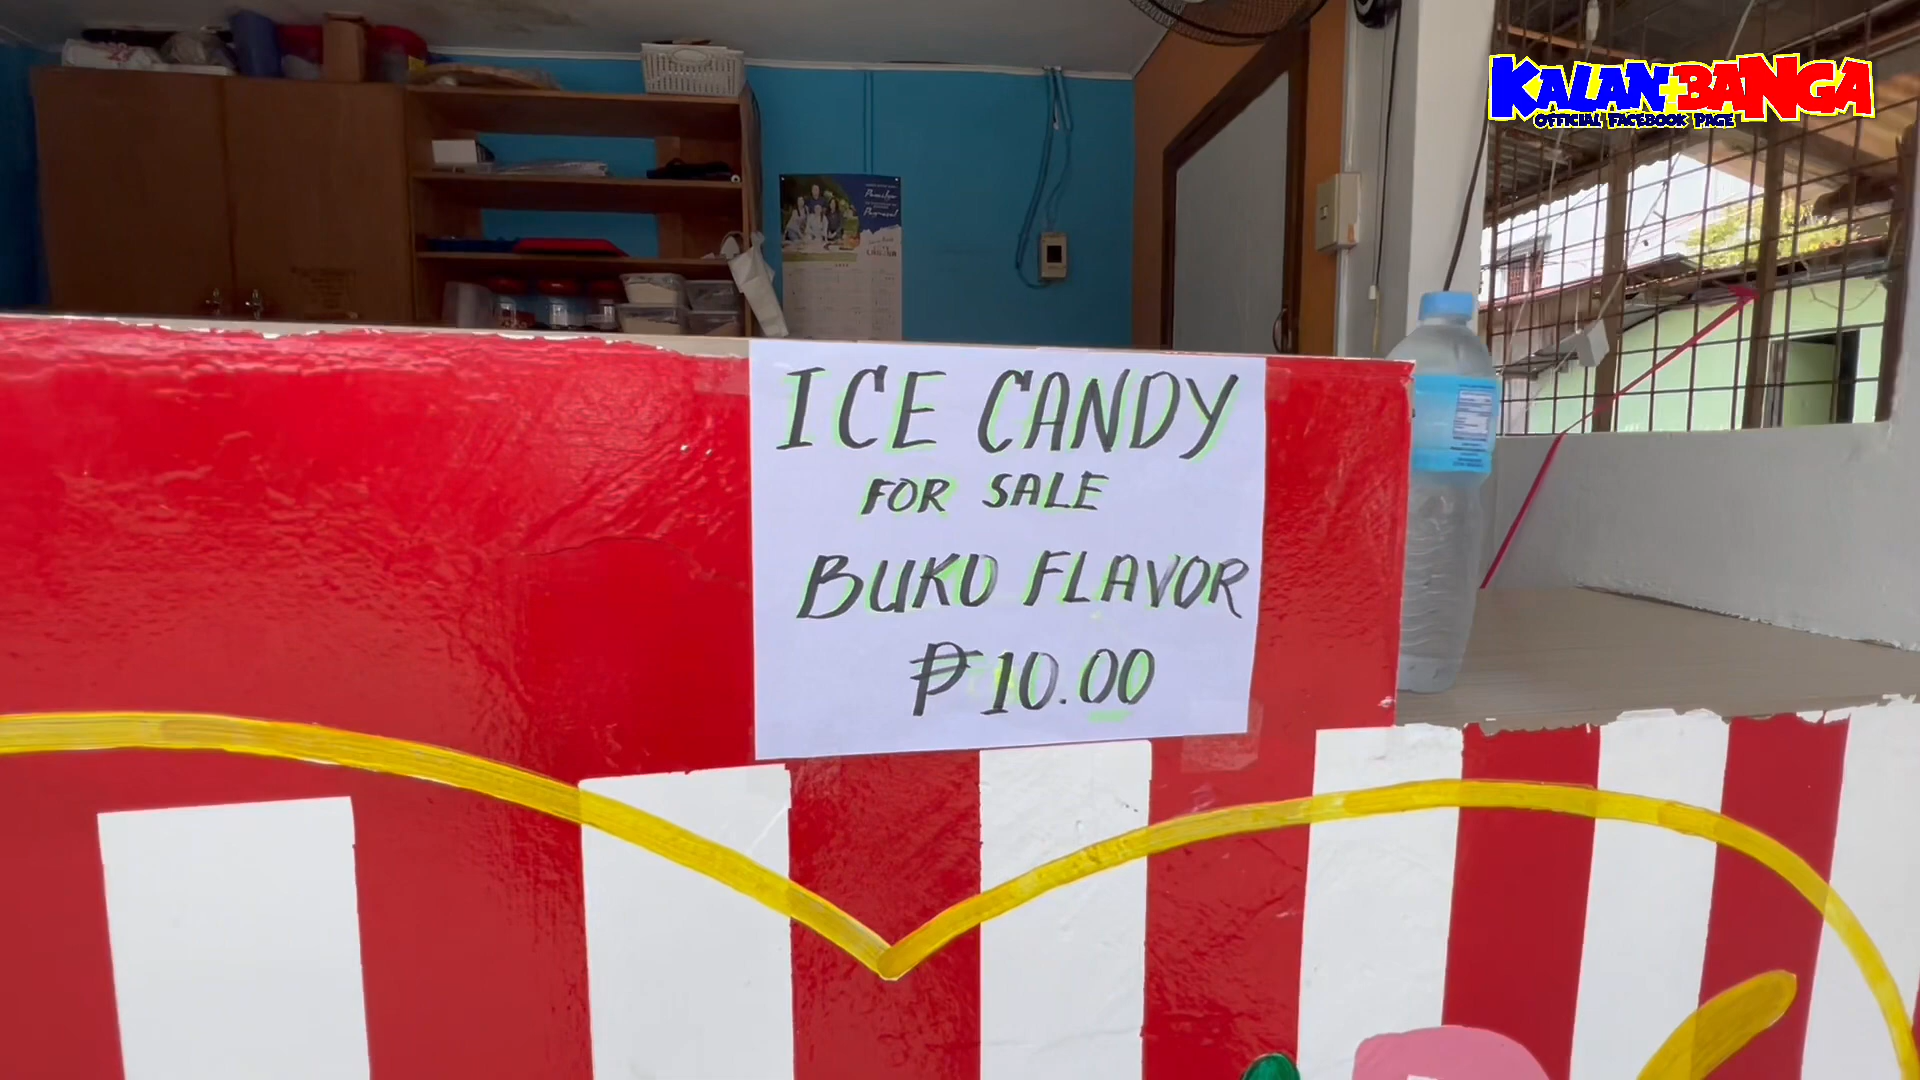 KALAN+BANGA
OFFICIAL FACEBOOK PAGE
ICE CANDY
FOR SALE
BUKO FLAVOR
₱10.00